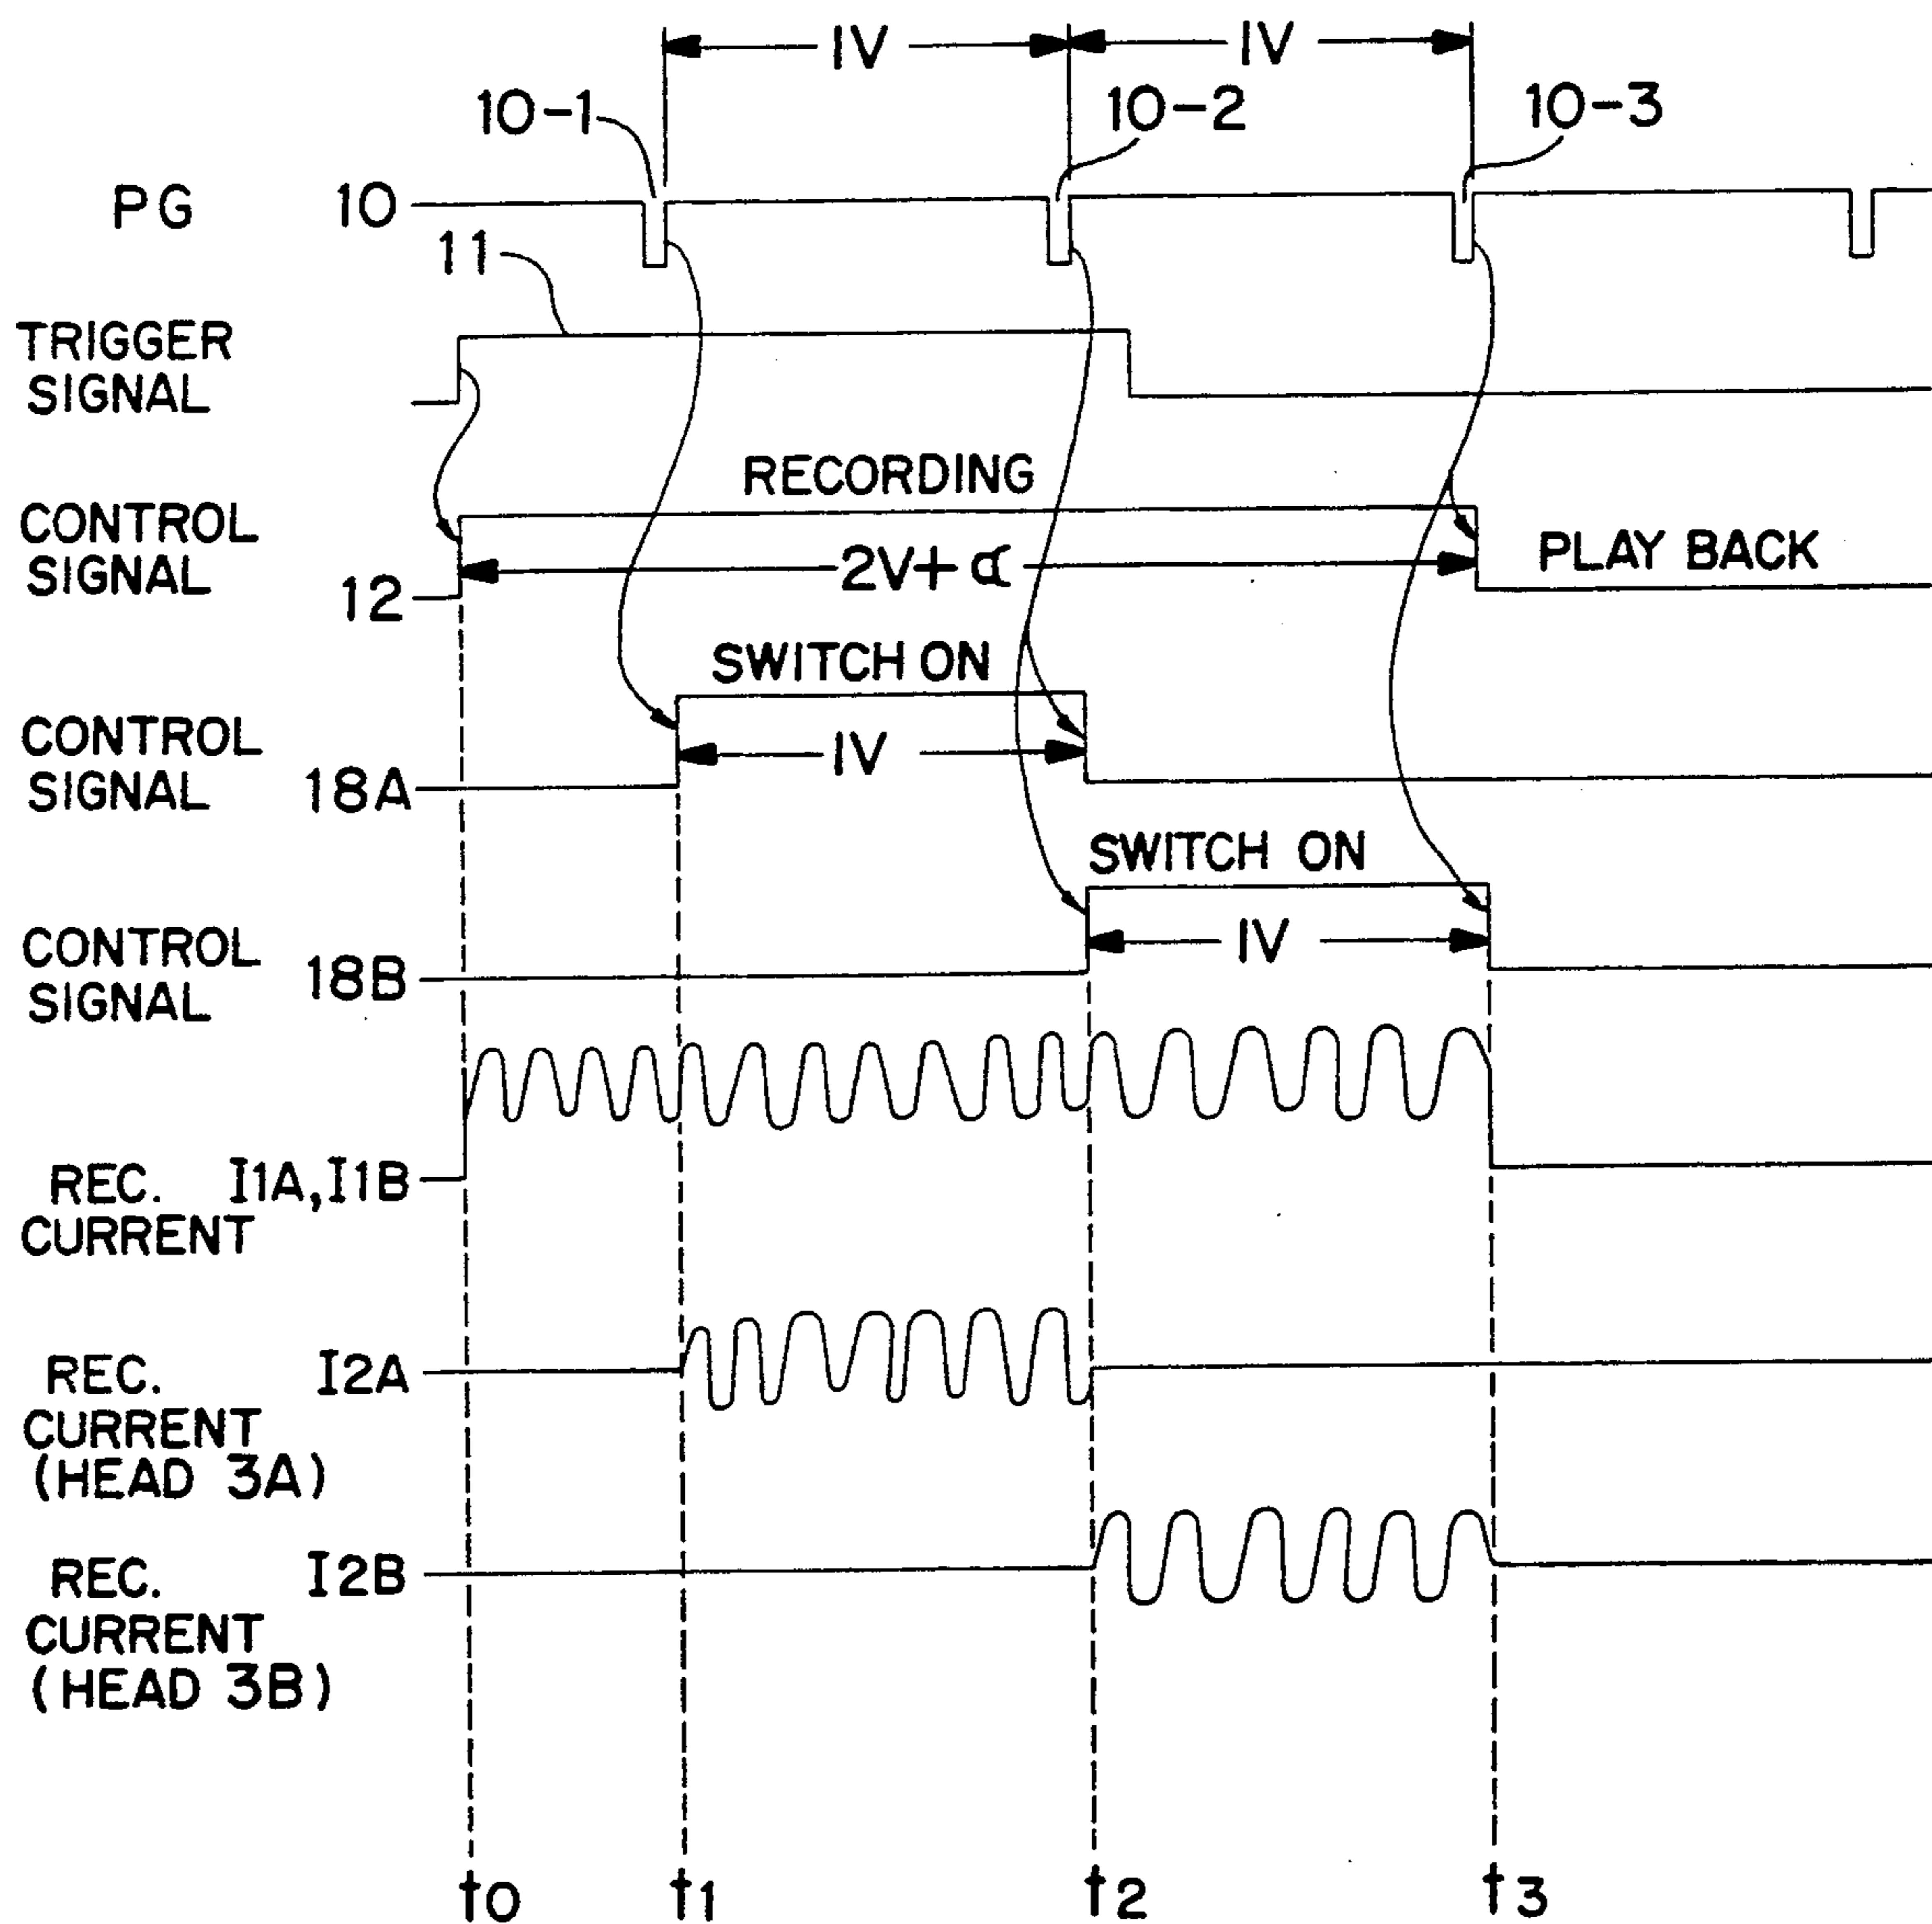 1V 1V
10-1 10-2 10-3
PG 10
11
TRIGGER
SIGNAL
RECORDING
CONTROL
SIGNAL
12
2V+α
PLAY BACK
SWITCH ON
CONTROL
SIGNAL 18A
1V
SWITCH ON
CONTROL
SIGNAL 18B
1V
REC. I1A,I1B
CURRENT
REC. I2A
CURRENT
(HEAD 3A)
REC. I2B
CURRENT
(HEAD 3B)
t0 t1 t2 t3